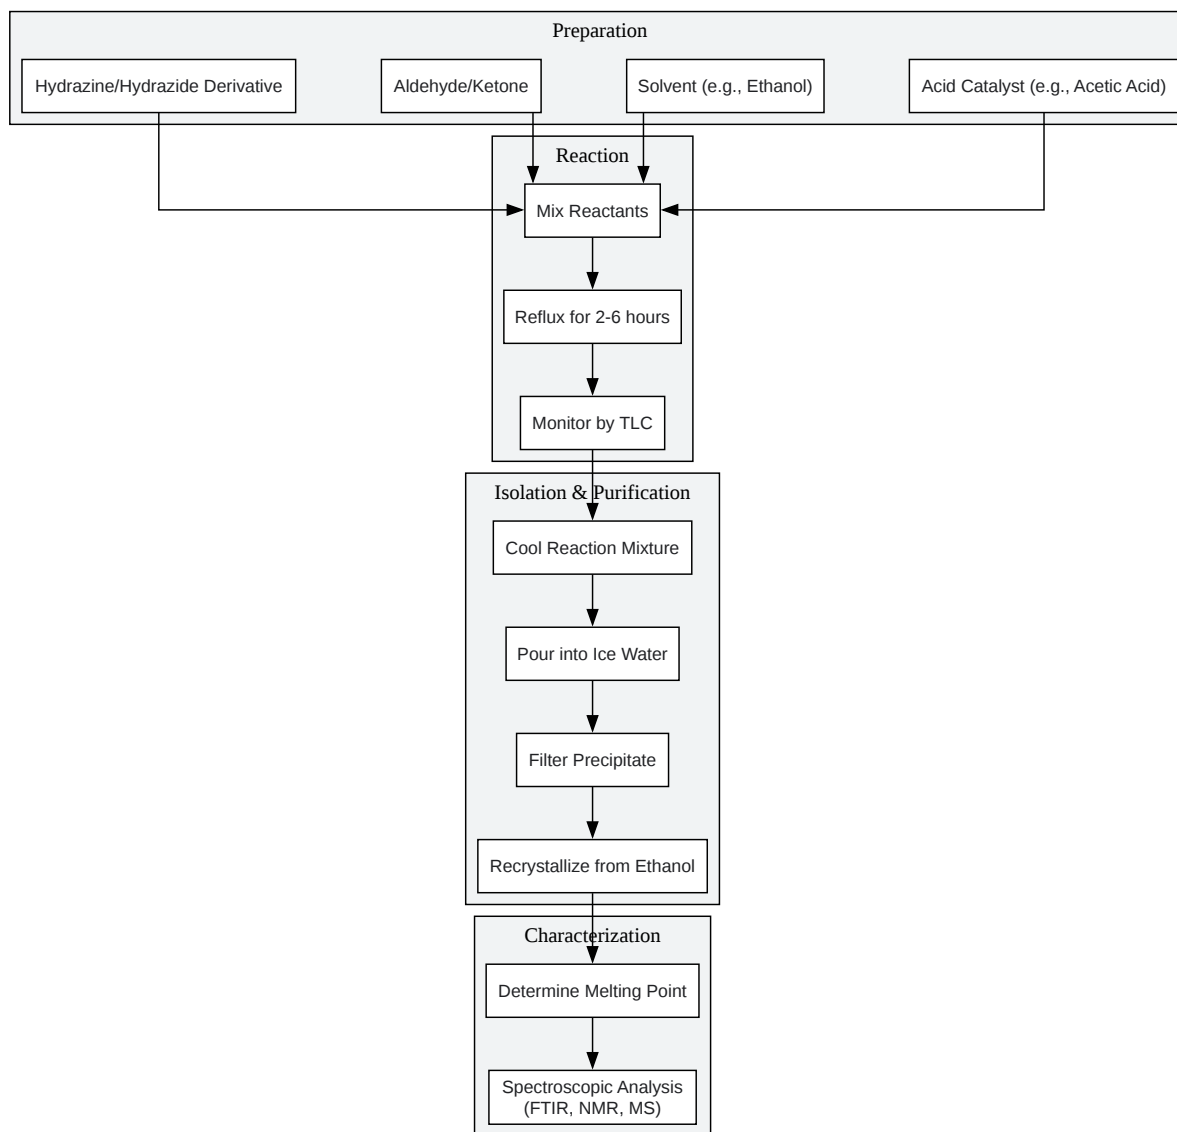 Preparation
Hydrazine/Hydrazide Derivative
Aldehyde/Ketone
Solvent (e.g., Ethanol)
Acid Catalyst (e.g., Acetic Acid)
Reaction
Mix Reactants
Reflux for 2-6 hours
Monitor by TLC
Isolation & Purification
Cool Reaction Mixture
Pour into Ice Water
Filter Precipitate
Recrystallize from Ethanol
Characterization
Determine Melting Point
Spectroscopic Analysis
(FTIR, NMR, MS)